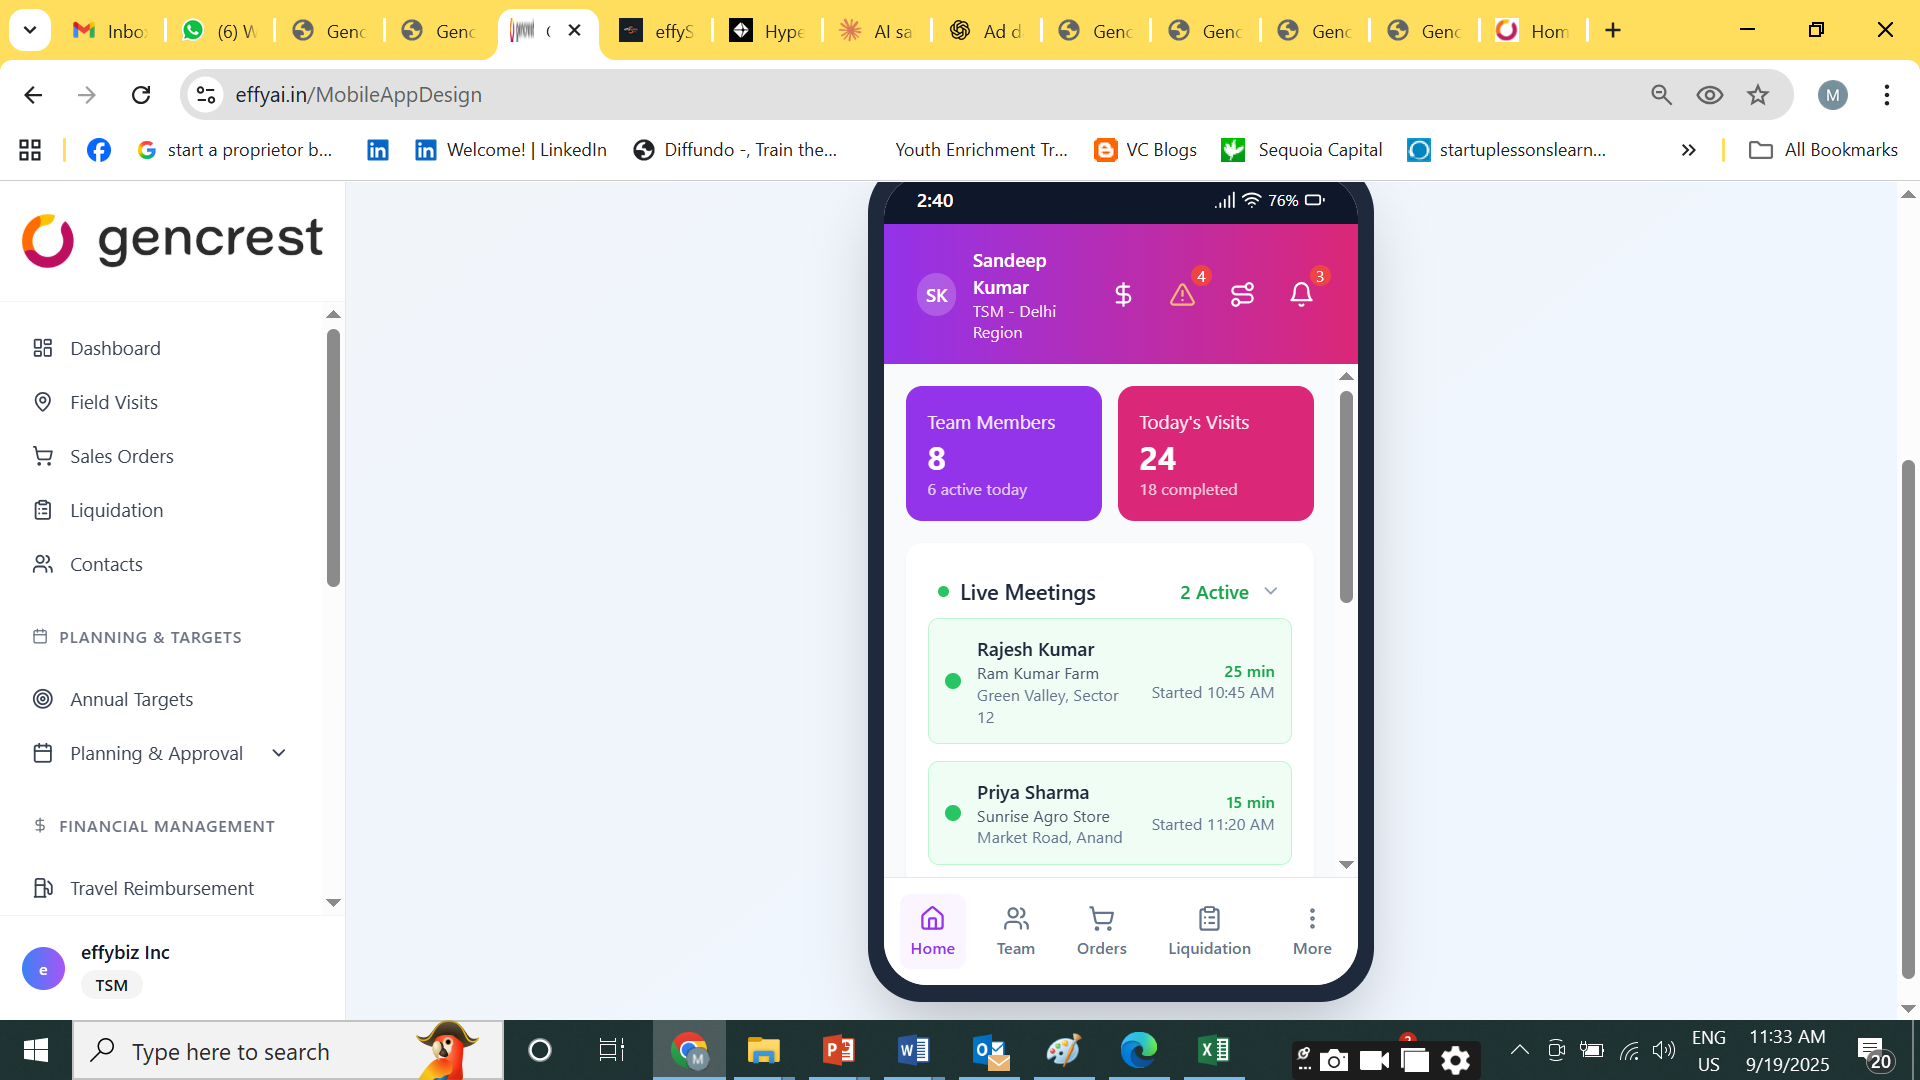 Inbo
(6) W
Genc
Genc
(
effyS
Hype
AI sa
Ad d
Genc
Genc
Genc
Genc
Hom
effyai.in/MobileAppDesign
M
start a proprietor b...
Welcome! | LinkedIn
Diffundo -, Train the...
Youth Enrichment Tr...
VC Blogs
Sequoia Capital
startuplessonslearn...
All Bookmarks
gencrest
Dashboard
Field Visits
Sales Orders
Liquidation
Contacts
PLANNING & TARGETS
Annual Targets
Planning & Approval
FINANCIAL MANAGEMENT
Travel Reimbursement
e
effybiz Inc
TSM
2:40
76%
SK
Sandeep
Kumar
TSM - Delhi
Region
4
3
Team Members
8
6 active today
Today's Visits
24
18 completed
Live Meetings
2 Active
Rajesh Kumar
Ram Kumar Farm
Green Valley, Sector
12
25 min
Started 10:45 AM
Priya Sharma
Sunrise Agro Store
Market Road, Anand
15 min
Started 11:20 AM
Home
Team
Orders
Liquidation
More
Type here to search
ENG
US
11:33 AM
9/19/2025
20